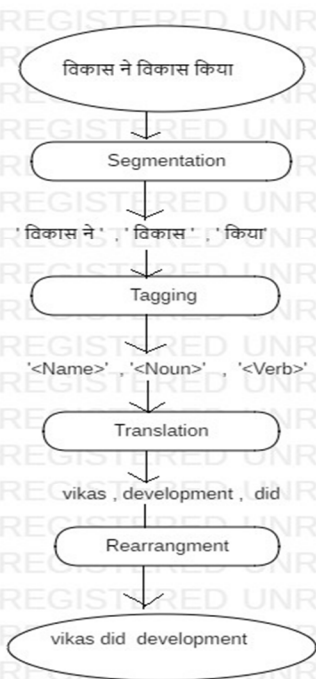 विकास ने विकास किया
Segmentation
' विकास ने ' , ' विकास ' , ' किया'
Tagging
'<Name>' , '<Noun>' , '<Verb>'
Translation
vikas , development , did
Rearrangment
vikas did development